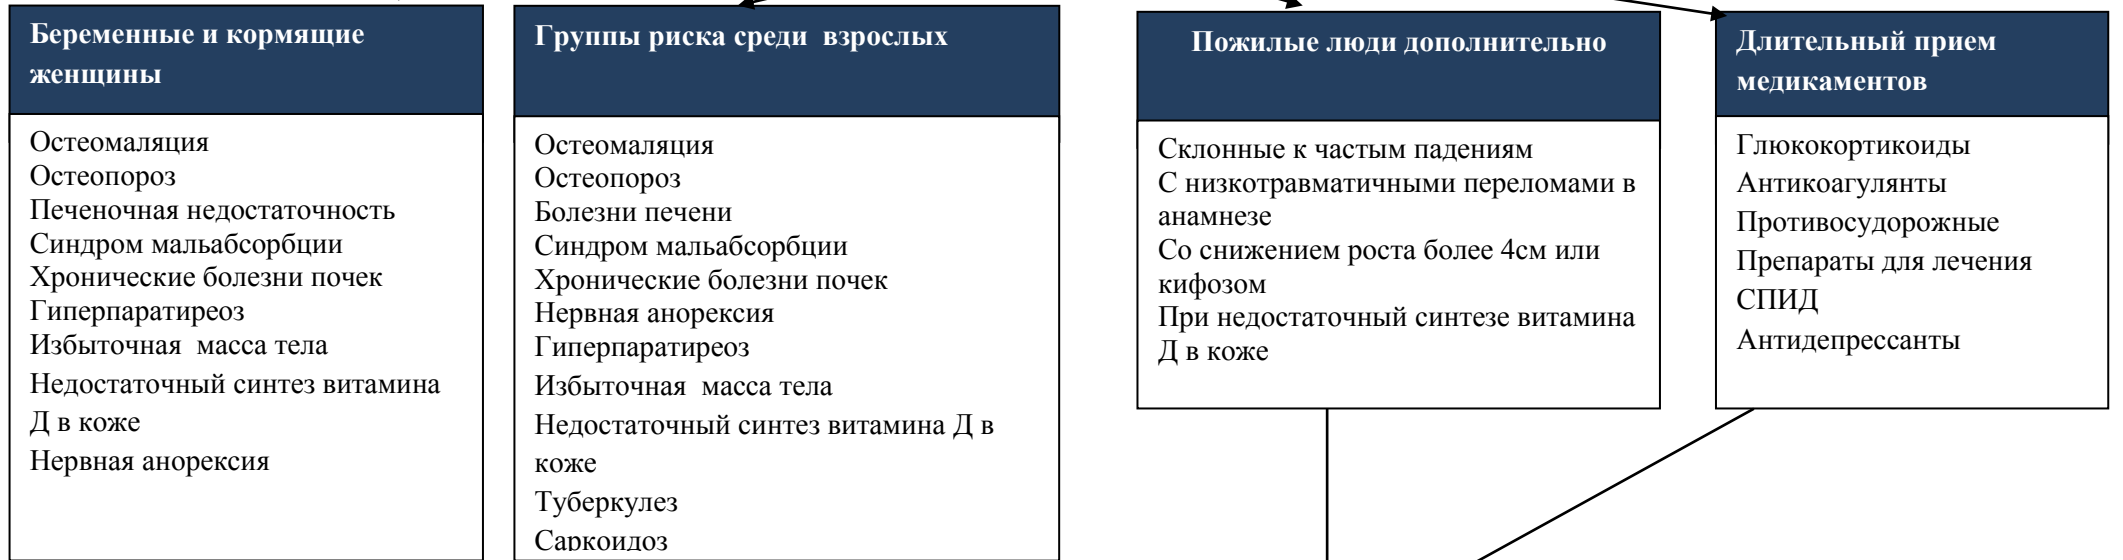 Беременные и кормящие
женщины
Остеомаляция
Остеопороз
Печеночная недостаточность
Синдром мальабсорбции
Хронические болезни почек
Гиперпаратиреоз
Избыточная  масса тела
Недостаточный синтез витамина
Д в коже
Нервная анорексия
Группы риска среди  взрослых
Остеомаляция
Остеопороз
Болезни печени
Синдром мальабсорбции
Хронические болезни почек
Нервная анорексия
Гиперпаратиреоз
Избыточная  масса тела
Недостаточный синтез витамина Д в
коже
Туберкулез
Саркоидоз
Пожилые люди дополнительно
Склонные к частым падениям
С низкотравматичными переломами в
анамнезе
Со снижением роста более 4см или
кифозом
При недостаточный синтезе витамина
Д в коже
Длительный прием
медикаментов
Глюкокортикоиды
Антикоагулянты
Противосудорожные
Препараты для лечения
СПИД
Антидепрессанты